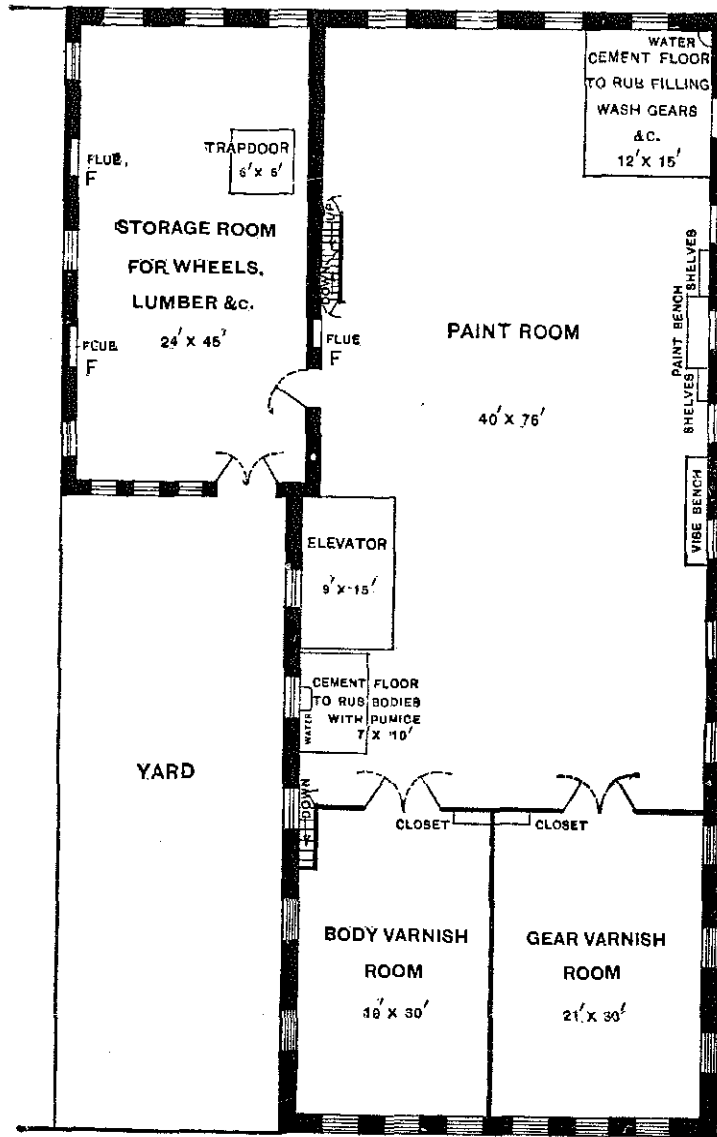 WATER
CEMENT FLOOR
TO RUB FILLING
WASH GEARS
&C.
12' X 15'
TRAPDOOR
6' X 6'
FLUE,
F
STORAGE ROOM
FOR WHEELS,
LUMBER &c.
24' X 45'
FLUE
F
UP
DOWN
FLUE
F
PAINT ROOM
40' X 76'
SHELVES
PAINT BENCH
SHELVES
VISE BENCH
ELEVATOR
9' X 15'
CEMENT FLOOR
TO RUB BODIES
WITH PUMICE
7' X 10'
WATER
YARD
DOWN
CLOSET
CLOSET
BODY VARNISH
ROOM
19' X 30'
GEAR VARNISH
ROOM
21' X 30'